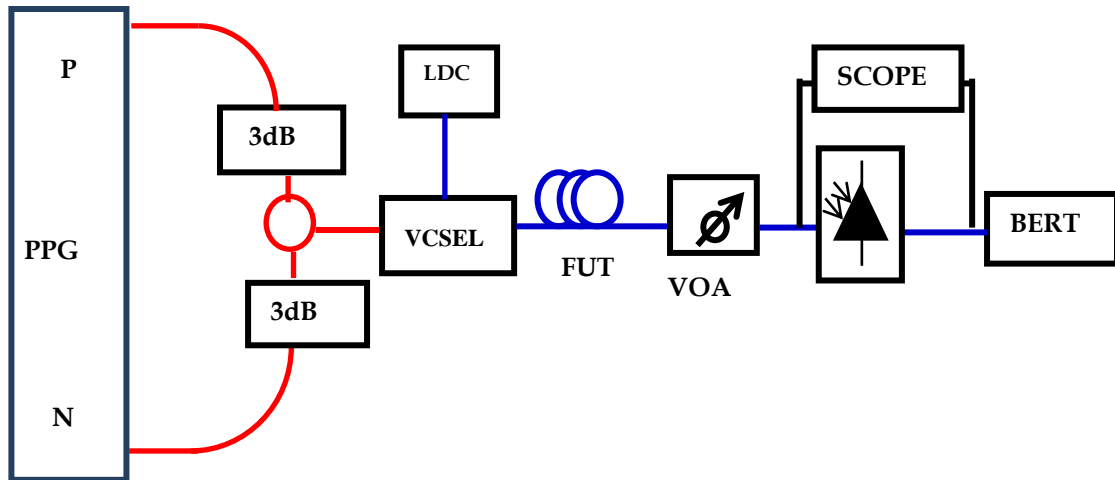 P
LDC
SCOPE
3dB
PPG
VCSEL
BERT
FUT
VOA
3dB
N